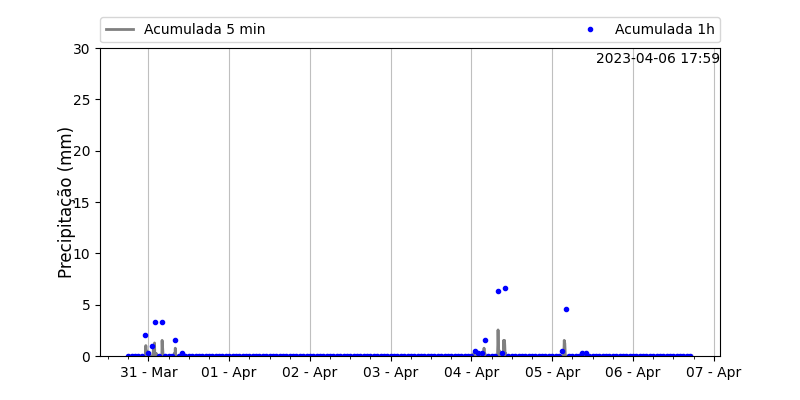 Acumulada 5 min
Acumulada 1h
2023-04-06 17:59
Precipitação (mm)
30
25
20
15
10
5
0
31 - Mar
01 - Apr
02 - Apr
03 - Apr
04 - Apr
05 - Apr
06 - Apr
07 - Apr